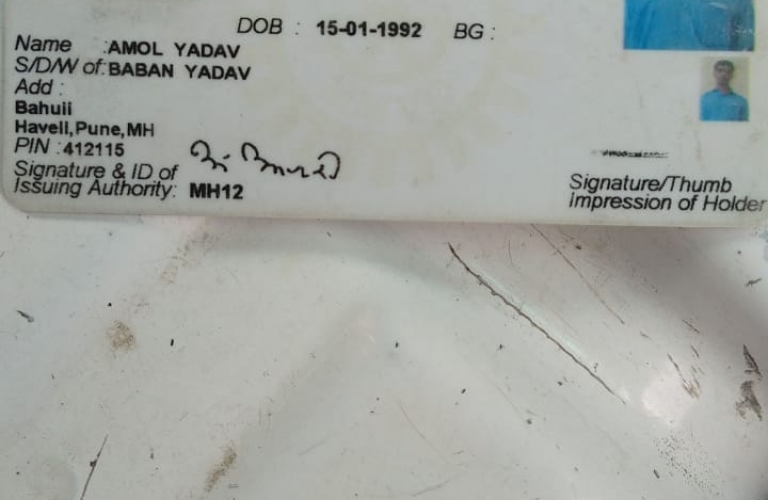 DOB : 15-01-1992 BG :
Name : AMOL YADAV
S/D/W of : BABAN YADAV
Add :
Bahuli
Haveli,Pune,MH
PIN : 412115
Signature & ID of
Issuing Authority: MH12
Signature/Thumb
Impression of Holder